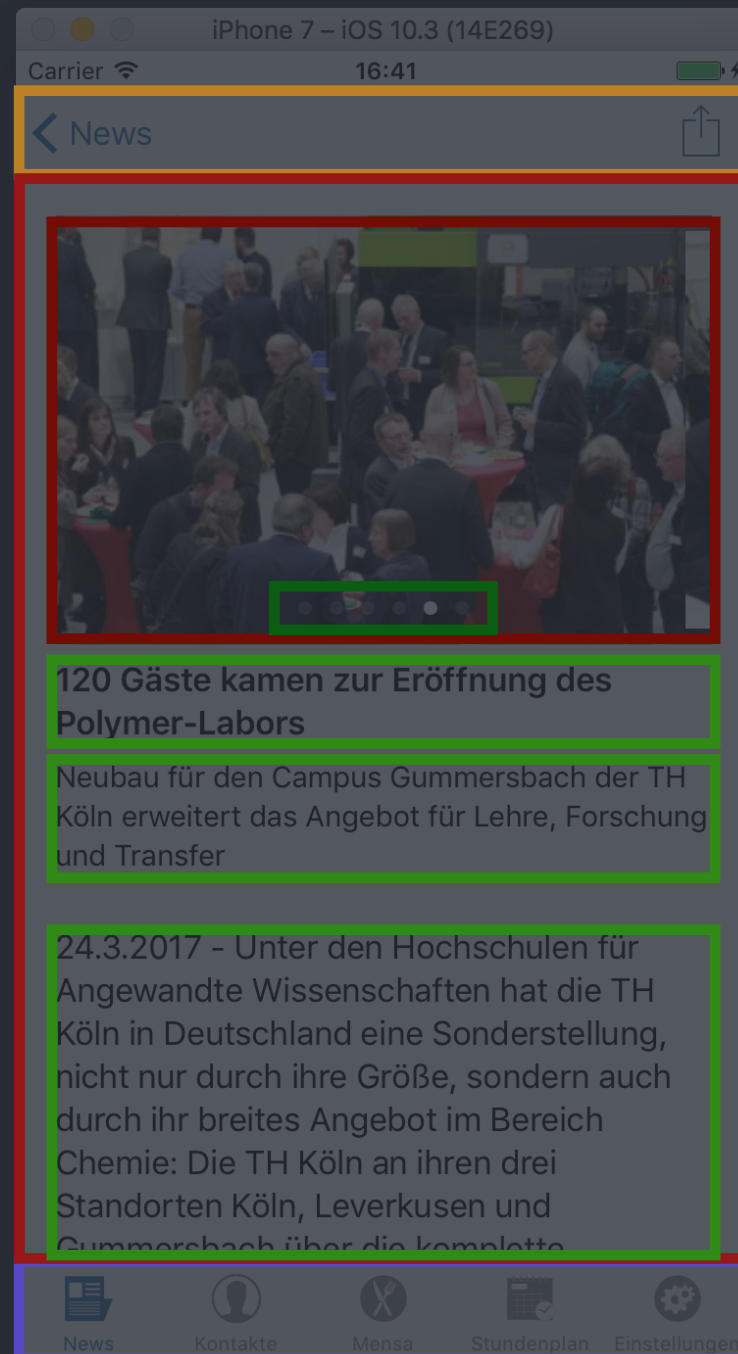 iPhone 7 – iOS 10.3 (14E269)
Carrier 16:41
News
120 Gäste kamen zur Eröffnung des
Polymer-Labors
Neubau für den Campus Gummersbach der TH
Köln erweitert das Angebot für Lehre, Forschung
und Transfer
24.3.2017 - Unter den Hochschulen für
Angewandte Wissenschaften hat die TH
Köln in Deutschland eine Sonderstellung,
nicht nur durch ihre Größe, sondern auch
durch ihr breites Angebot im Bereich
Chemie: Die TH Köln an ihren drei
Standorten Köln, Leverkusen und
Gummersbach über die komplette
News Kontakte Mensa Stundenplan Einstellungen